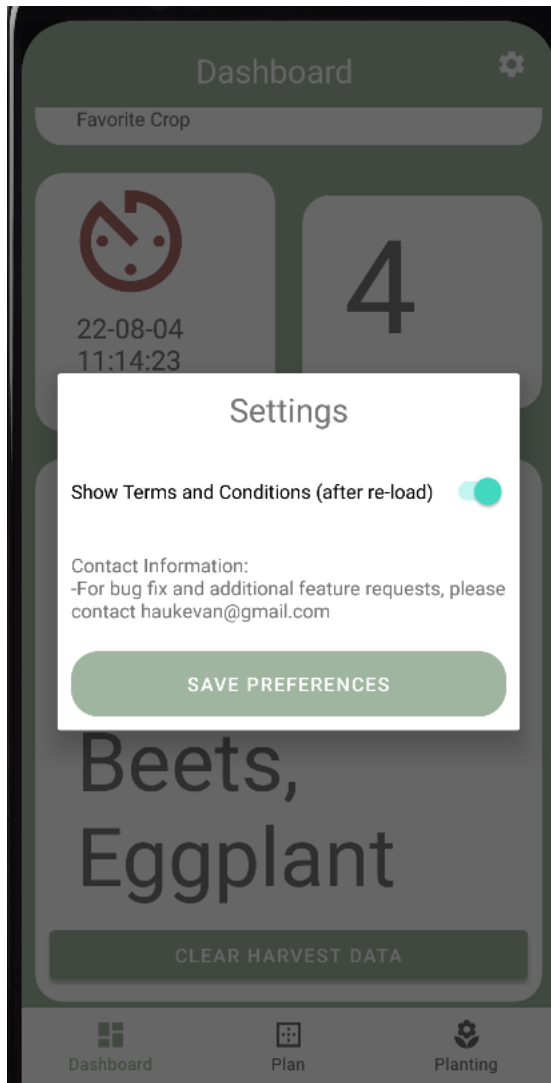 Dashboard
Favorite Crop
22-08-04
11:14:23
4
Settings
Show Terms and Conditions (after re-load)
Contact Information:
-For bug fix and additional feature requests, please
contact haukevan@gmail.com
SAVE PREFERENCES
Beets,
Eggplant
CLEAR HARVEST DATA
Dashboard
Plan
Planting